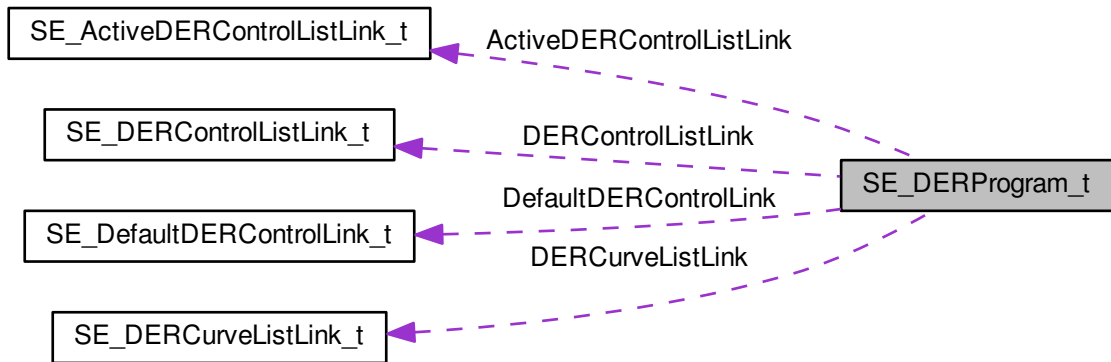 SE_ActiveDERControlListLink_t
ActiveDERControlListLink
SE_DERControlListLink_t
DERControlListLink
SE_DERProgram_t
DefaultDERControlLink
SE_DefaultDERControlLink_t
DERCurveListLink
SE_DERCurveListLink_t